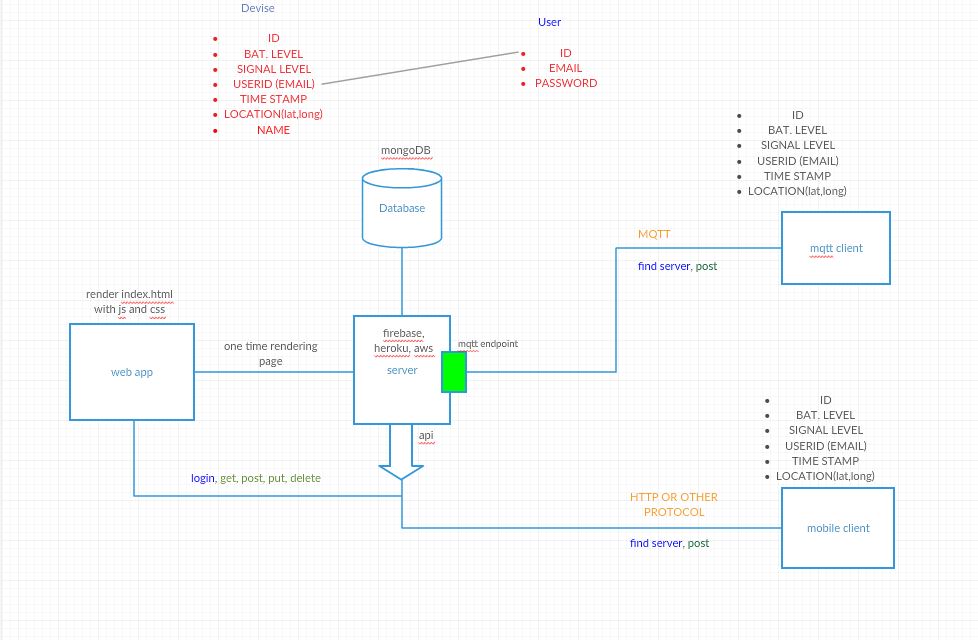 Devise
ID
BAT. LEVEL
SIGNAL LEVEL
USERID (EMAIL)
TIME STAMP
LOCATION(lat,long)
NAME
User
ID
EMAIL
PASSWORD
ID
BAT. LEVEL
SIGNAL LEVEL
USERID (EMAIL)
TIME STAMP
LOCATION(lat,long)
mongoDB
Database
MQTT
find server, post
mqtt client
render index.html
with js and css
web app
one time rendering
page
firebase,
heroku, aws
server
mqtt endpoint
api
login, get, post, put, delete
ID
BAT. LEVEL
SIGNAL LEVEL
USERID (EMAIL)
TIME STAMP
LOCATION(lat,long)
HTTP OR OTHER
PROTOCOL
find server, post
mobile client